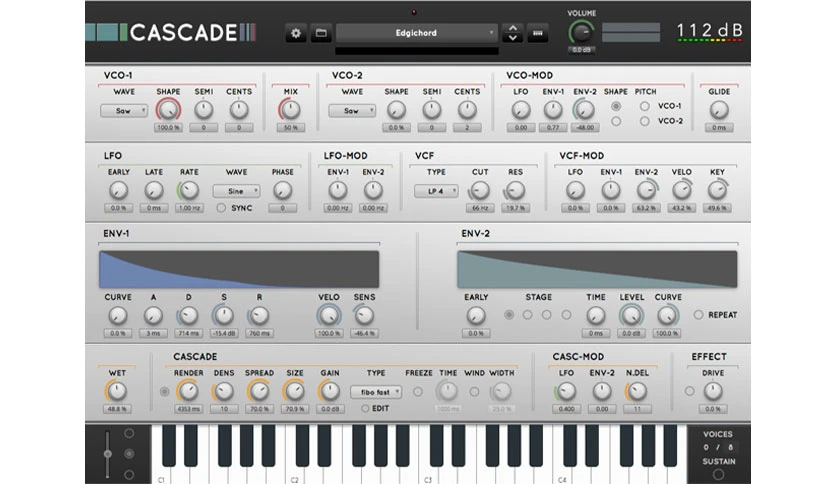 CASCADE Edgichord VOLUME 0.0 dB 112dB
VCO-1 VCO-2 VCO-MOD
WAVE SHAPE SEMI CENTS MIX WAVE SHAPE SEMI CENTS LFO ENV-1 ENV-2 SHAPE PITCH GLIDE
Saw Saw VCO-1
VCO-2
100.0 % 0 0 50 % 0.0 % 0 2 0.00 0.77 -48.00 0 ms
LFO LFO-MOD VCF VCF-MOD
EARLY LATE RATE WAVE PHASE ENV-1 ENV-2 TYPE CUT RES LFO ENV-1 ENV-2 VELO KEY
Sine LP 4
0.0 % 0 ms 1.00 Hz SYNC 0 0.00 Hz 0.00 Hz 66 Hz 19.7 % 0.0 % 0.0 % 63.2 % 43.2 % 49.6 %
ENV-1 ENV-2
CURVE A D S R VELO SENS EARLY STAGE TIME LEVEL CURVE
REPEAT
0.0 % 3 ms 714 ms -15.4 dB 760 ms 100.0 % -46.4 % 0.0 % 0 ms 0.0 dB 100.0 %
CASCADE CASC-MOD EFFECT
WET RENDER DENS SPREAD SIZE GAIN TYPE FREEZE TIME WIND WIDTH LFO ENV-2 N.DEL DRIVE
fibo fast
48.8 % 4353 ms 10 70.0 % 70.9 % 0.0 dB EDIT 1000 ms 25.0 % 0.400 0.00 11 0.0 %
VOICES
0 / 8
SUSTAIN
C1 C2 C3 C4